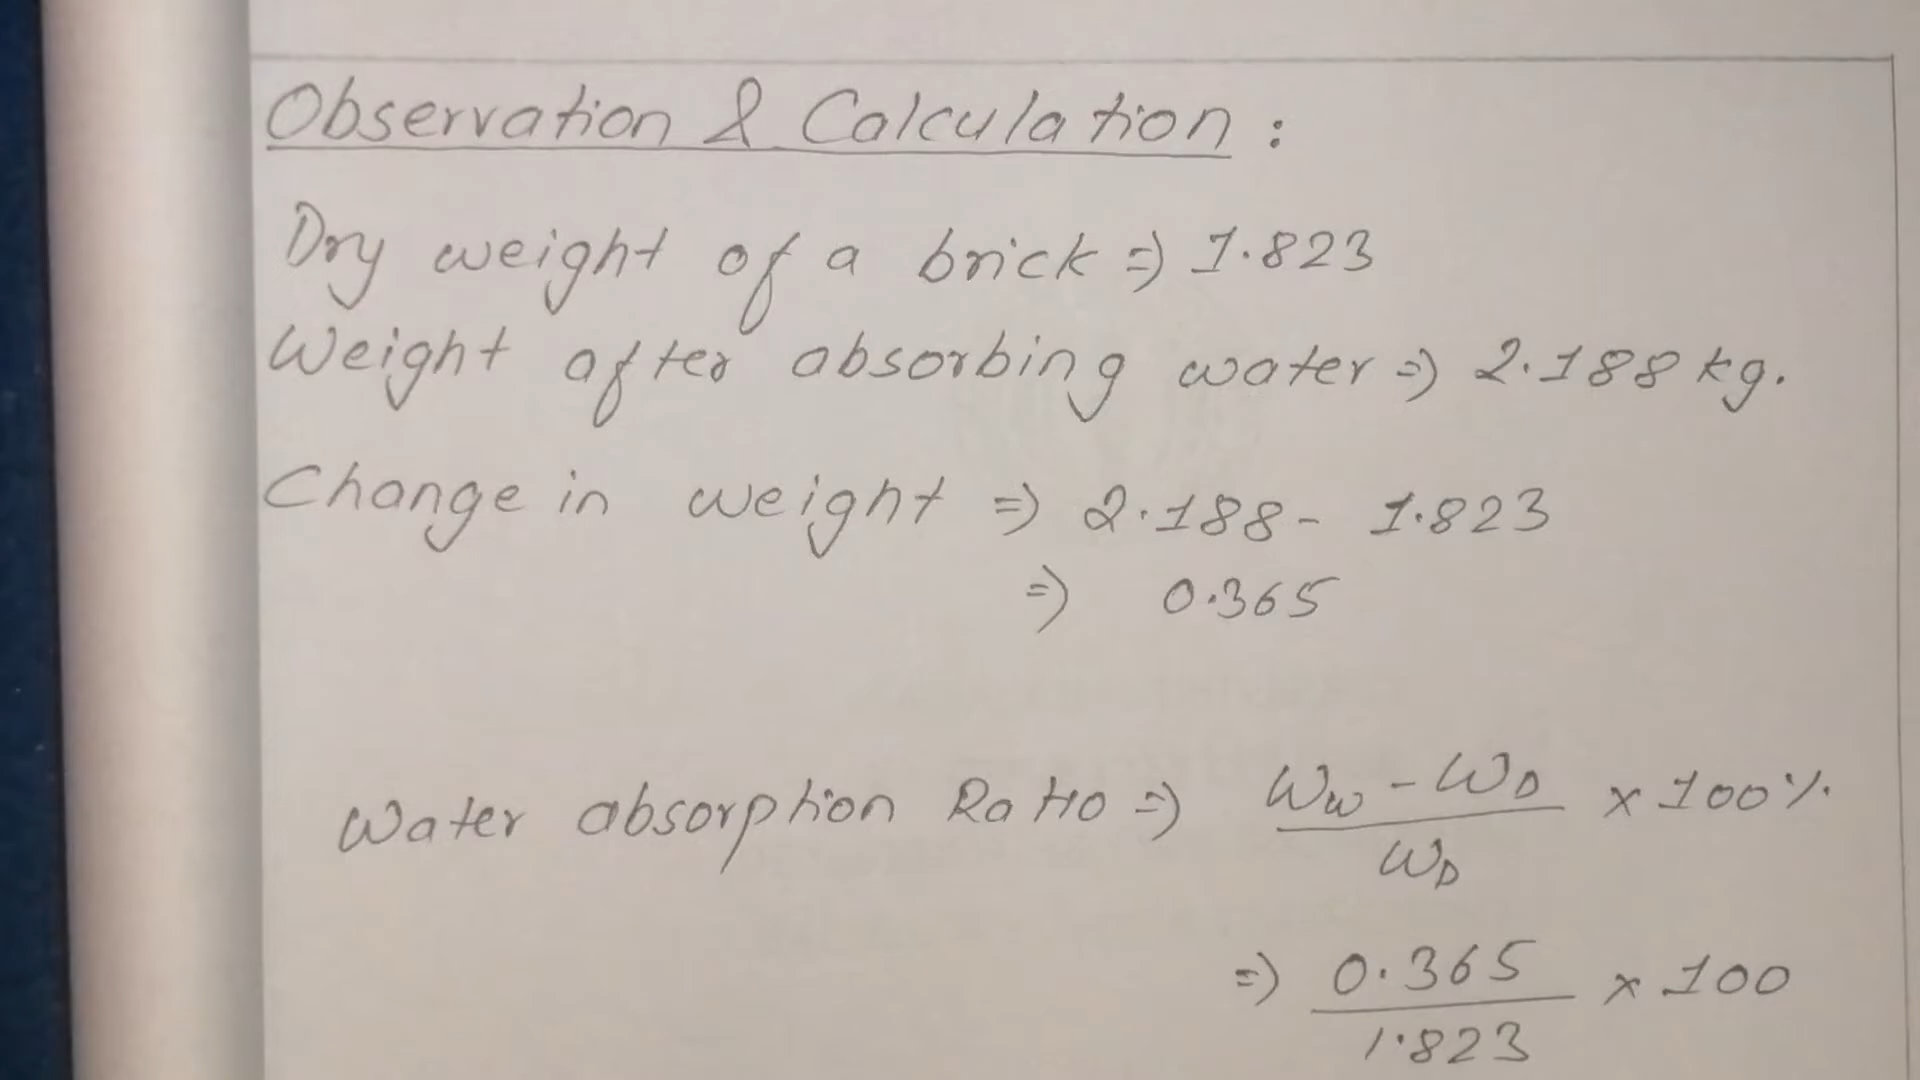 Observation & Calculation :
Dry weight of a brick => 1.823
Weight after absorbing water => 2.188 kg.
Change in weight => 2.188 - 1.823
=> 0.365
Water absorption Ratio => Ww - WD / WD × 100%.
=> 0.365 / 1.823 × 100